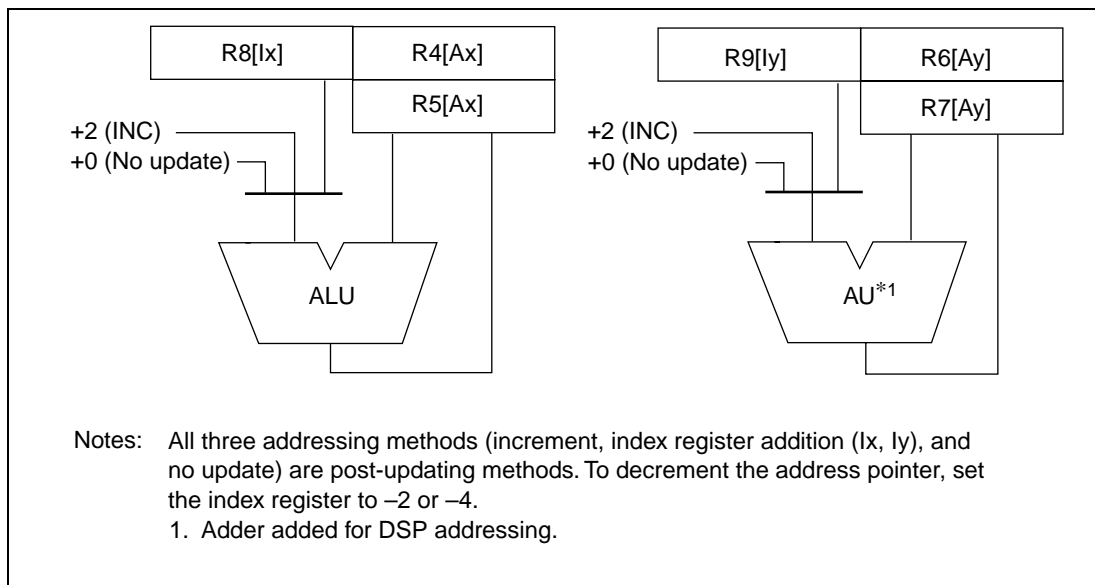 R8[Ix]
R4[Ax]
R5[Ax]
+2 (INC)
+0 (No update)
ALU
R9[Iy]
R6[Ay]
R7[Ay]
+2 (INC)
+0 (No update)
AU*1
Notes: All three addressing methods (increment, index register addition (Ix, Iy), and
no update) are post-updating methods. To decrement the address pointer, set
the index register to –2 or –4.
1. Adder added for DSP addressing.